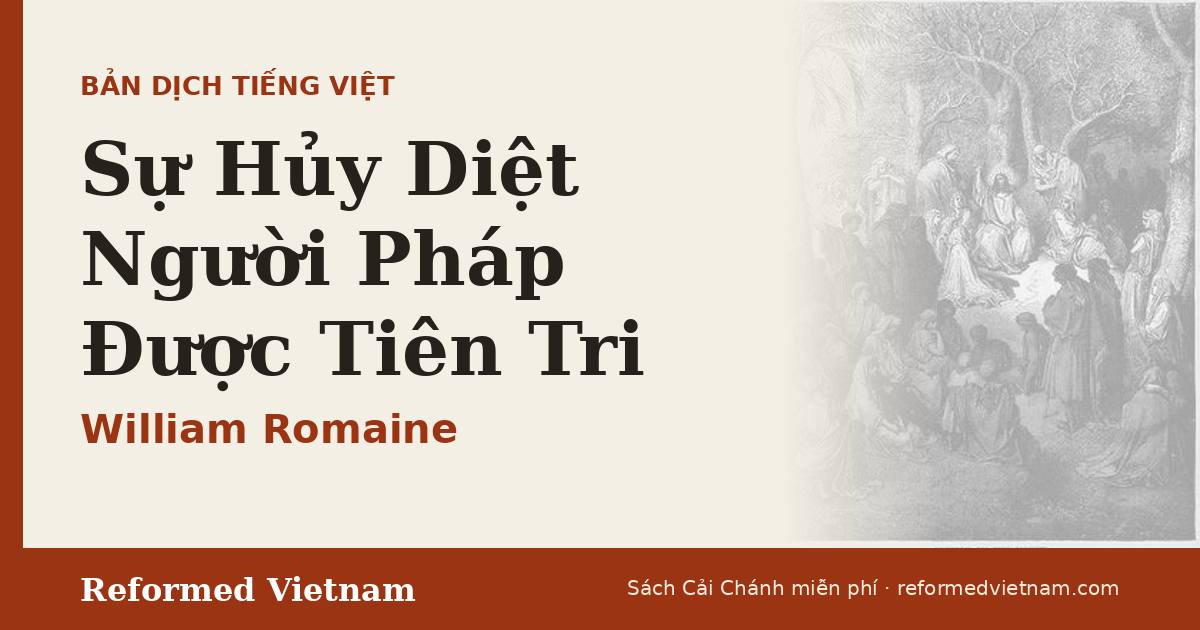 BẢN DỊCH TIẾNG VIỆT
Sự Hủy Diệt
Người Pháp
Được Tiên Tri
William Romaine
Reformed Vietnam
Sách Cải Chánh miễn phí · reformedvietnam.com